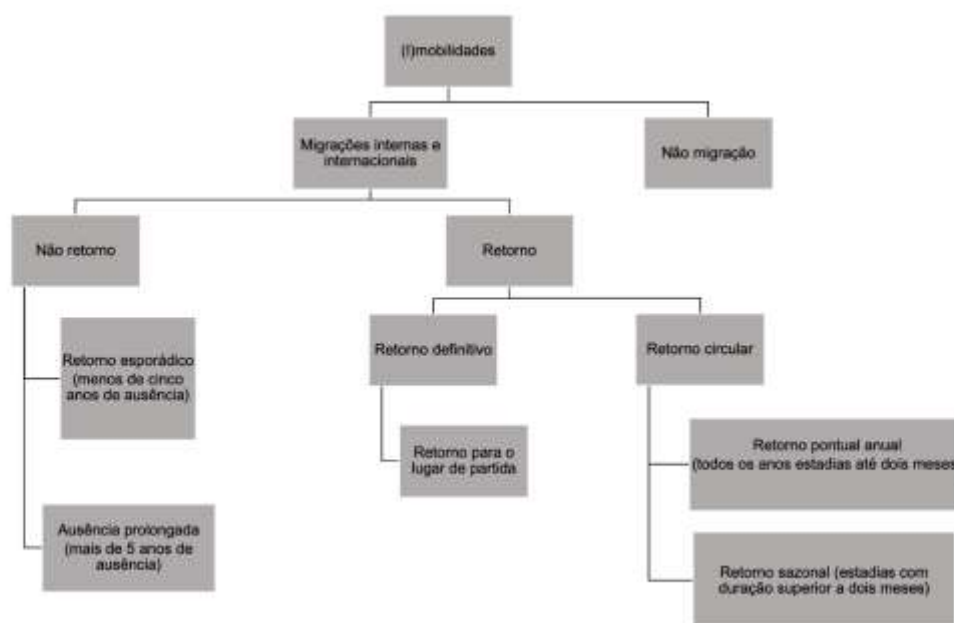 (I)mobilidades
Migrações internas e
internacionais
Não migração
Não retorno
Retorno
Retorno esporádico
(menos de cinco
anos de ausência)
Retorno definitivo
Retorno circular
Retorno para o
lugar de partida
Retorno pontual anual
(todos os anos estadias até dois meses
Ausência prolongada
(mais de 5 anos de
ausência)
Retorno sazonal (estadias com
duração superior a dois meses)